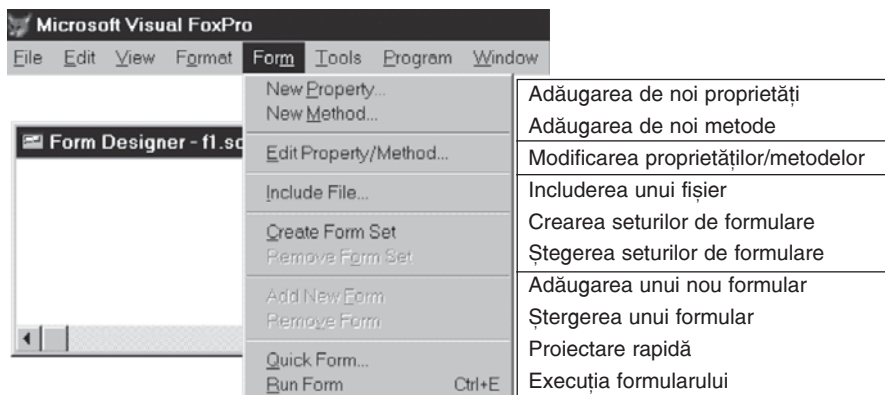 Microsoft Visual FoxPro
File Edit View Format Form Tools Program Window
New Property...
New Method...
Edit Property/Method...
Include File...
Create Form Set
Remove Form Set
Add New Form
Remove Form
Quick Form...
Run Form Ctrl+E
Form Designer - f1.sc
Adăugarea de noi proprietăți
Adăugarea de noi metode
Modificarea proprietăților/metodelor
Includerea unui fișier
Crearea seturilor de formulare
Ștegerea seturilor de formulare
Adăugarea unui nou formular
Ștergerea unui formular
Proiectare rapidă
Execuția formularului